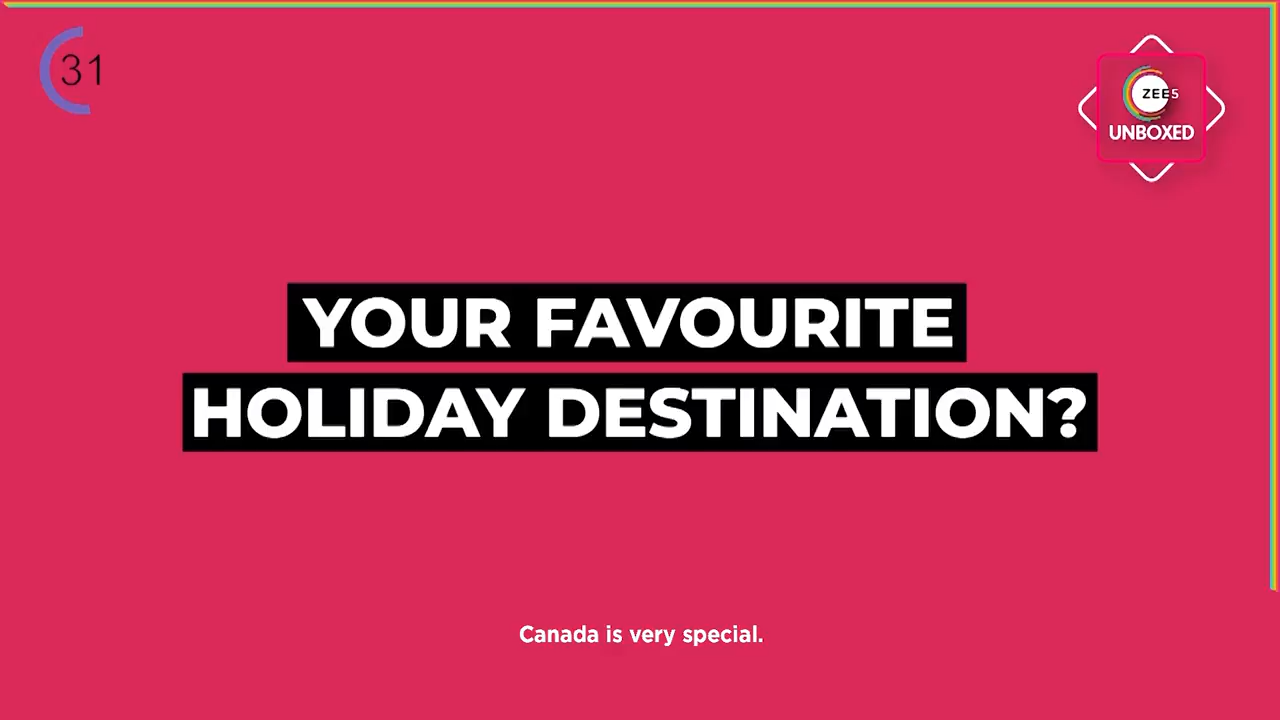 31
ZEE5
UNBOXED
YOUR FAVOURITE
HOLIDAY DESTINATION?
Canada is very special.